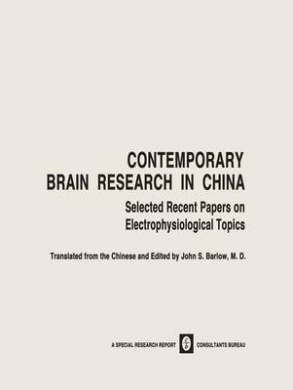 CONTEMPORARY
BRAIN RESEARCH IN CHINA
Selected Recent Papers on
Electrophysiological Topics
Translated from the Chinese and Edited by John S. Barlow, M. D.
A SPECIAL RESEARCH REPORT CONSULTANTS BUREAU